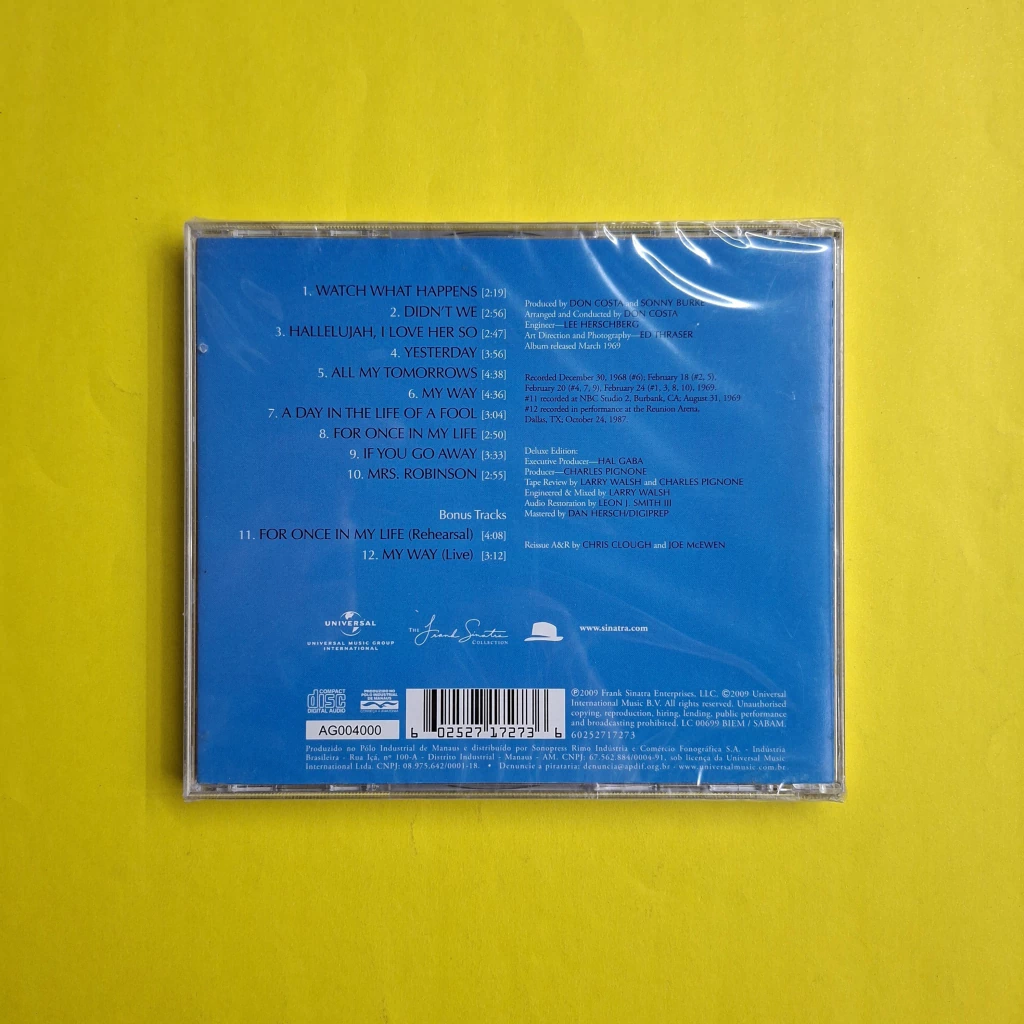 1. WATCH WHAT HAPPENS [2:19]
2. DIDN'T WE [2:56]
3. HALLELUJAH, I LOVE HER SO [2:47]
4. YESTERDAY [3:56]
5. ALL MY TOMORROWS [4:38]
6. MY WAY [4:36]
7. A DAY IN THE LIFE OF A FOOL [3:04]
8. FOR ONCE IN MY LIFE [2:50]
9. IF YOU GO AWAY [3:33]
10. MRS. ROBINSON [2:55]
Bonus Tracks
11. FOR ONCE IN MY LIFE (Rehearsal) [4:08]
12. MY WAY (Live) [3:12]
Produced by DON COSTA and SONNY BURKE
Arranged and Conducted by DON COSTA
Engineer—LEE HERSCHBERG
Art Direction and Photography—ED THRASER
Album released March 1969
Recorded December 30, 1968 (#6), February 18 (#2, 5),
February 20 (#4, 7, 9), February 24 (#1, 3, 8, 10), 1969.
#11 recorded at NBC Studio 2, Burbank, CA; August 31, 1969
#12 recorded in performance at the Reunion Arena,
Dallas, TX; October 24, 1987.
Deluxe Edition:
Executive Producer—HAL GABA
Producer—CHARLES PIGNONE
Tape Review by LARRY WALSH and CHARLES PIGNONE
Engineered & Mixed by LARRY WALSH
Audio Restoration by LEON J. SMITH III
Mastered by DAN HERSCH/DIGIPREP
Reissue A&R by CHRIS CLOUGH and JOE McEWEN
UNIVERSAL
UNIVERSAL MUSIC GROUP
INTERNATIONAL
THE Frank Sinatra
COLLECTION
www.sinatra.com
COMPACT
disc
DIGITAL AUDIO
PRODUZIDO NO
PÓLO INDUSTRIAL
DE MANAUS
AG004000
6 02527 17273 6
℗2009 Frank Sinatra Enterprises, LLC. ©2009 Universal
International Music B.V. All rights reserved. Unauthorised
copying, reproduction, hiring, lending, public performance
and broadcasting prohibited. LC 00699 BIEM / SABAM.
60252717273
Produzido no Pólo Industrial de Manaus e distribuído por Sonopress Rimo Indústria e Comércio Fonográfica S.A. - Indústria
Brasileira - Rua Içá, nº 100-A - Distrito Industrial - Manaus - AM. CNPJ: 67.562.884/0004-91, sob licença da Universal Music
International Ltda. CNPJ: 08.975.642/0001-18. • Denuncie a pirataria: denuncia@apdif.org.br - www.universalmusic.com.br